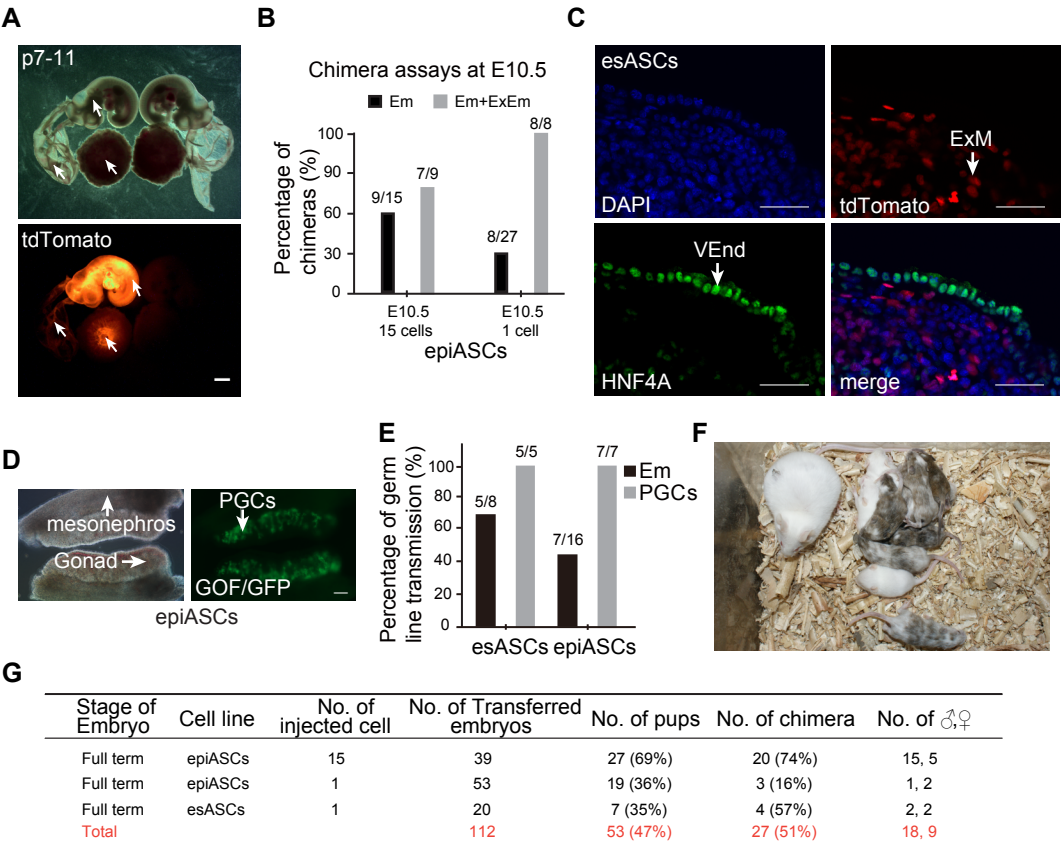 A
p7-11
tdTomato
B
Chimera assays at E10.5
Em Em+ExEm
Percentage of
chimeras (%)
100
90
60
30
0
9/15
7/9
8/27
8/8
E10.5
15 cells
E10.5
1 cell
epiASCs
C
esASCs
DAPI
ExM
tdTomato
VEnd
HNF4A
merge
D
mesonephros
Gonad
PGCs
GOF/GFP
epiASCs
E
Percentage of germ
line transmission (%)
100
80
60
40
20
0
5/8
5/5
7/16
7/7
Em
PGCs
esASCs epiASCs
F
G
Stage of Embryo Cell line No. of injected cell No. of Transferred embryos No. of pups No. of chimera No. of ♂,♀
Full term epiASCs 15 39 27 (69%) 20 (74%) 15, 5
Full term epiASCs 1 53 19 (36%) 3 (16%) 1, 2
Full term esASCs 1 20 7 (35%) 4 (57%) 2, 2
Total 112 53 (47%) 27 (51%) 18, 9